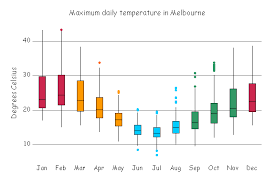 Maximum daily temperature in Melbourne
Degrees Celsius
40
30
20
10
Jan Feb Mar Apr May Jun Jul Aug Sep Oct Nov Dec